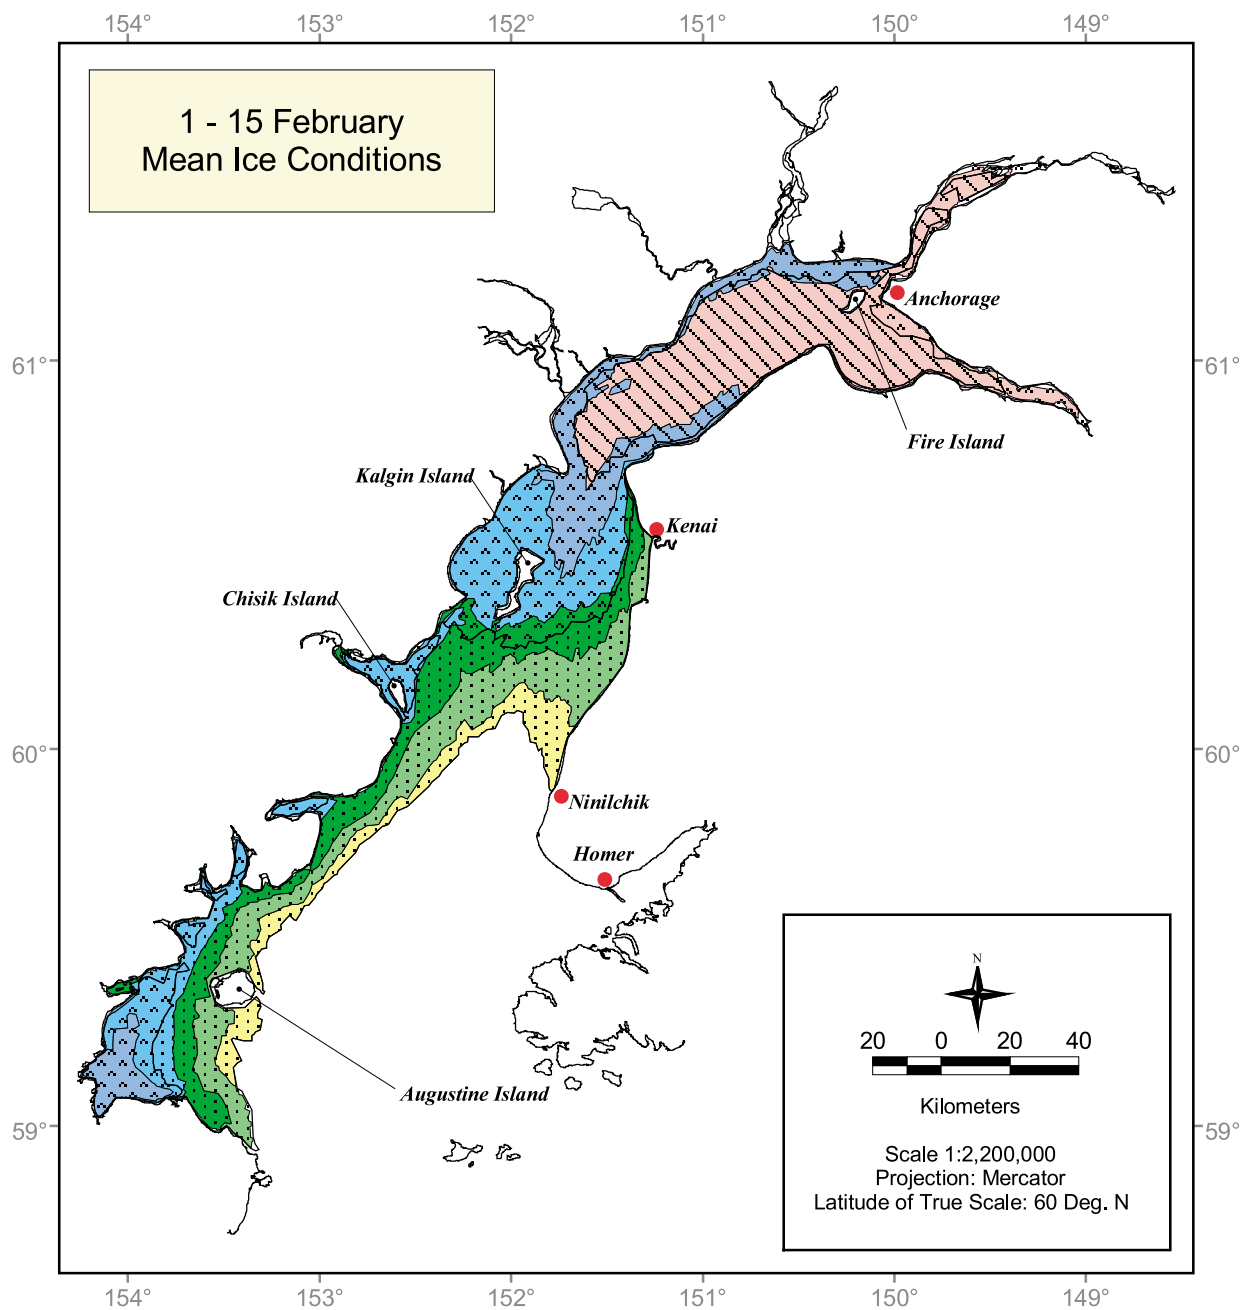 154° 153° 152° 151° 150° 149°
1 - 15 February
Mean Ice Conditions
Anchorage
61° 61°
Fire Island
Kalgin Island
Kenai
Chisik Island
60° 60°
Ninilchik
Homer
N
20 0 20 40
Augustine Island
Kilometers
59° 59°
Scale 1:2,200,000
Projection: Mercator
Latitude of True Scale: 60 Deg. N
154° 153° 152° 151° 150° 149°